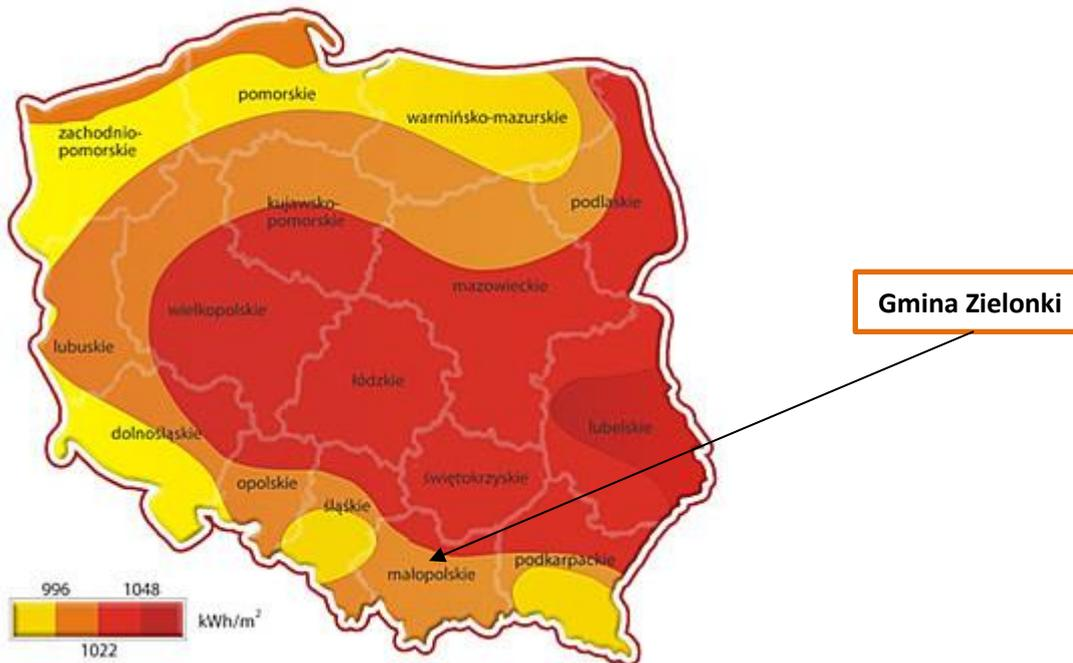 pomorskie
warmińsko-mazurskie
zachodnio-
pomorskie
kujawsko-
pomorskie
podlaskie
mazowieckie
Gmina Zielonki
wielkopolskie
lubuskie
łódzkie
lubelskie
dolnośląskie
świętokrzyskie
opolskie
śląśkie
podkarpackie
małopolskie
996 1048
kWh/m²
1022